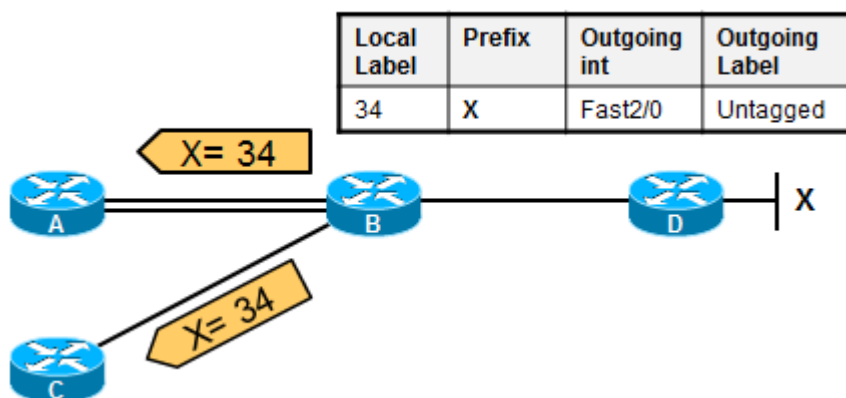 Local Label Prefix Outgoing int Outgoing Label
34 X Fast2/0 Untagged
X= 34
A B D X
X= 34
C